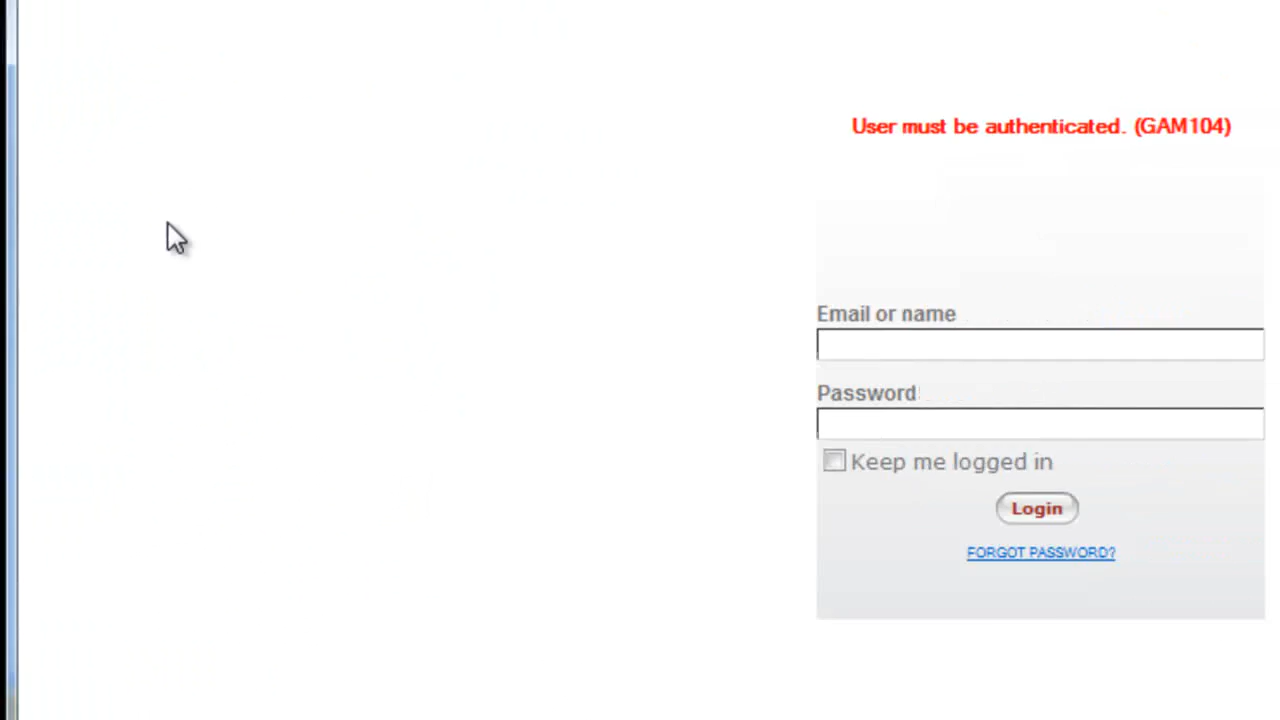 User must be authenticated. (GAM104)
Email or name
Password
Keep me logged in
Login
FORGOT PASSWORD?